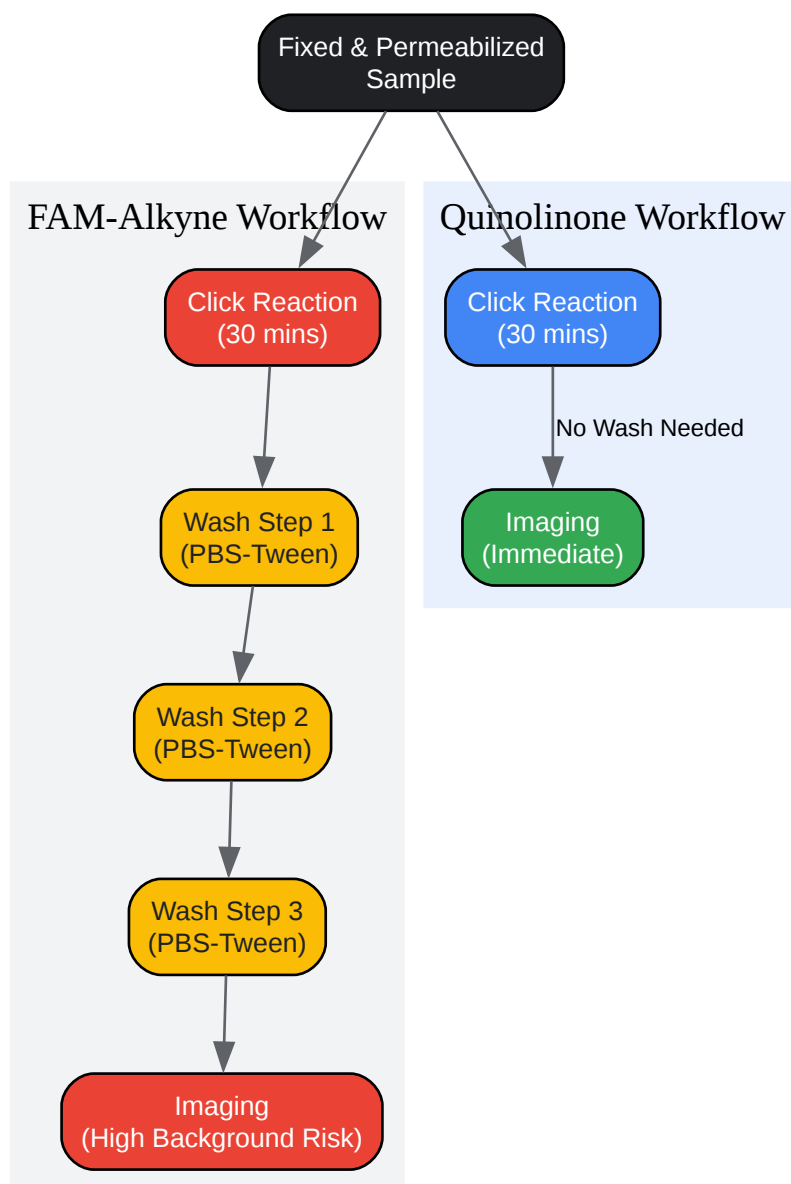 Fixed & Permeabilized
Sample
FAM-Alkyne Workflow
Click Reaction
(30 mins)
Wash Step 1
(PBS-Tween)
Wash Step 2
(PBS-Tween)
Wash Step 3
(PBS-Tween)
Imaging
(High Background Risk)
Quinolinone Workflow
Click Reaction
(30 mins)
No Wash Needed
Imaging
(Immediate)